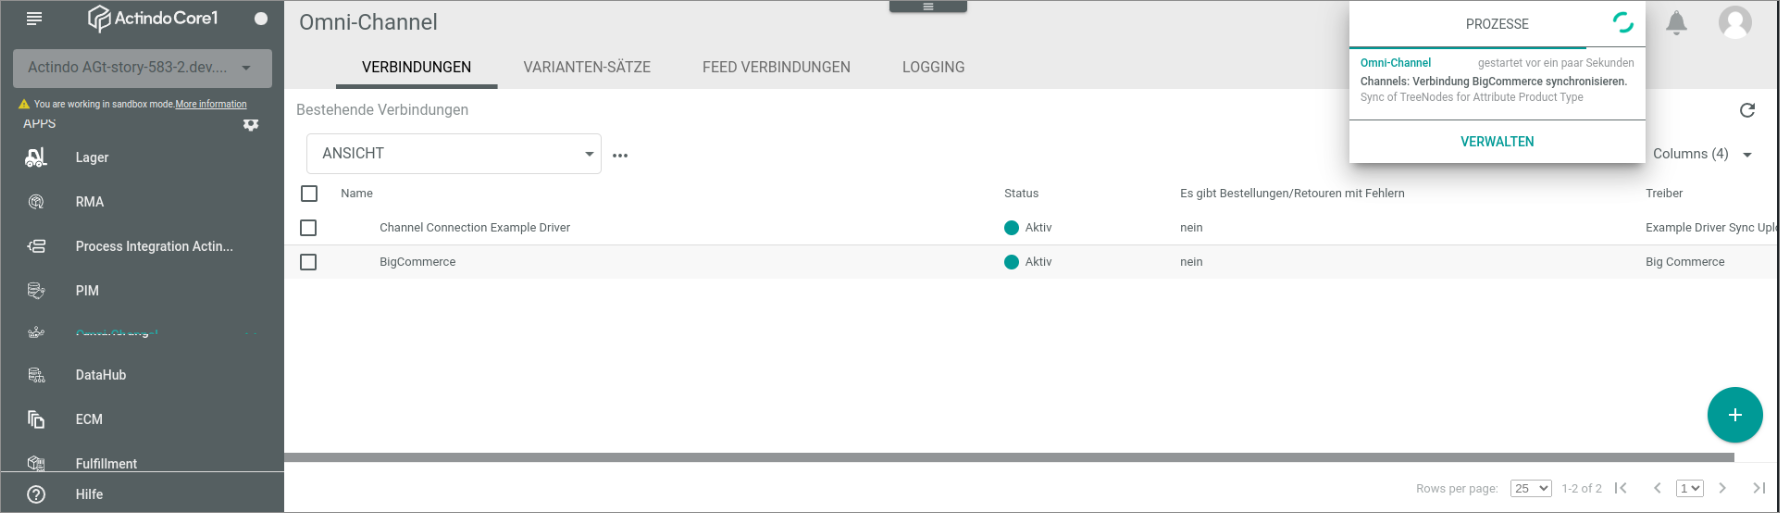 Actindo Core1
Omni-Channel
PROZESSE
Actindo AGt-story-583-2.dev....
VERBINDUNGEN
VARIANTEN-SÄTZE
FEED VERBINDUNGEN
LOGGING
Omni-Channel
gestartet vor ein paar Sekunden
Channels: Verbindung BigCommerce synchronisieren.
Sync of TreeNodes for Attribute Product Type
VERWALTEN
You are working in sandbox mode.More information
APPS
Lager
RMA
Process Integration Actin...
PIM
DataHub
ECM
Fulfillment
Hilfe
Bestehende Verbindungen
ANSICHT
Columns (4)
Name Status Es gibt Bestellungen/Retouren mit Fehlern Treiber
Channel Connection Example Driver Aktiv nein Example Driver Sync
BigCommerce Aktiv nein Big Commerce
Rows per page: 25 1-2 of 2 1